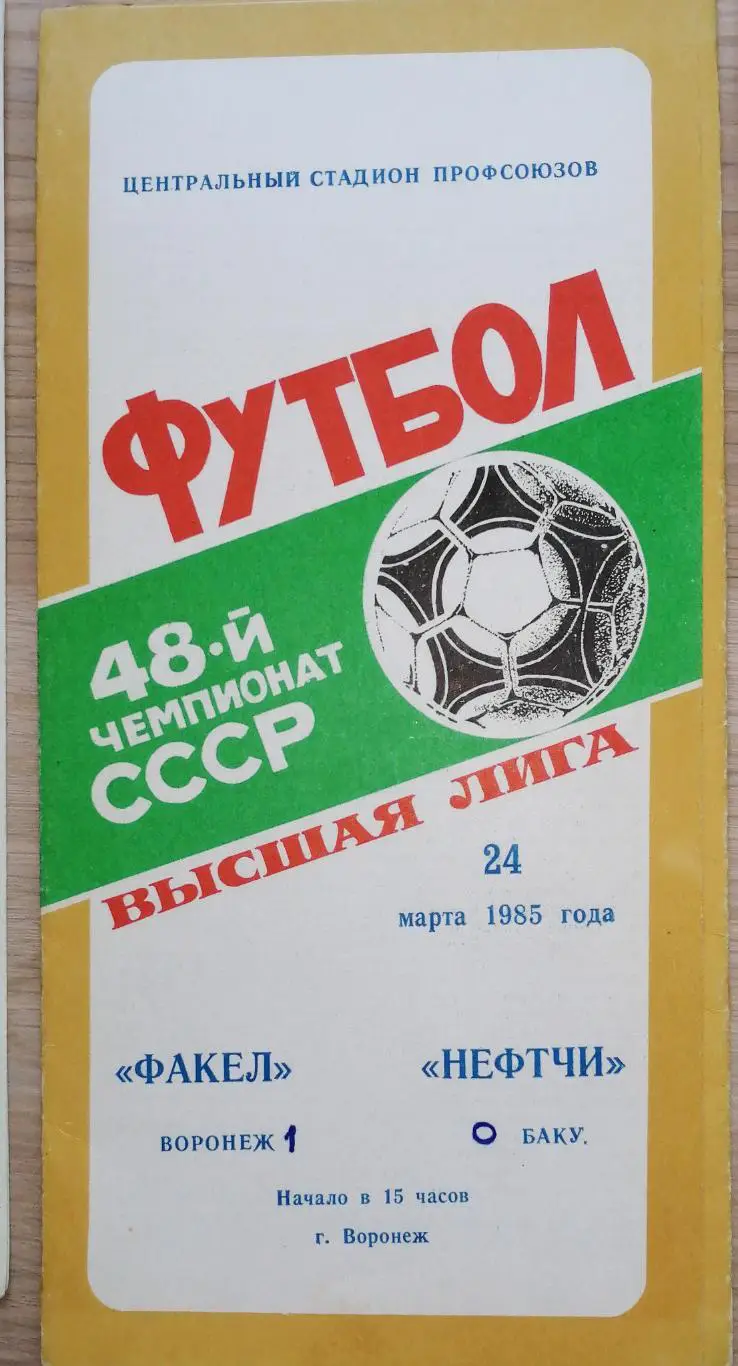 ЦЕНТРАЛЬНЫЙ СТАДИОН ПРОФСОЮЗОВ
ФУТБОЛ
48-Й
ЧЕМПИОНАТ
СССР
ВЫСШАЯ ЛИГА
24
марта 1985 года
«ФАКЕЛ» «НЕФТЧИ»
ВОРОНЕЖ 1 0 БАКУ.
Начало в 15 часов
г. Воронеж